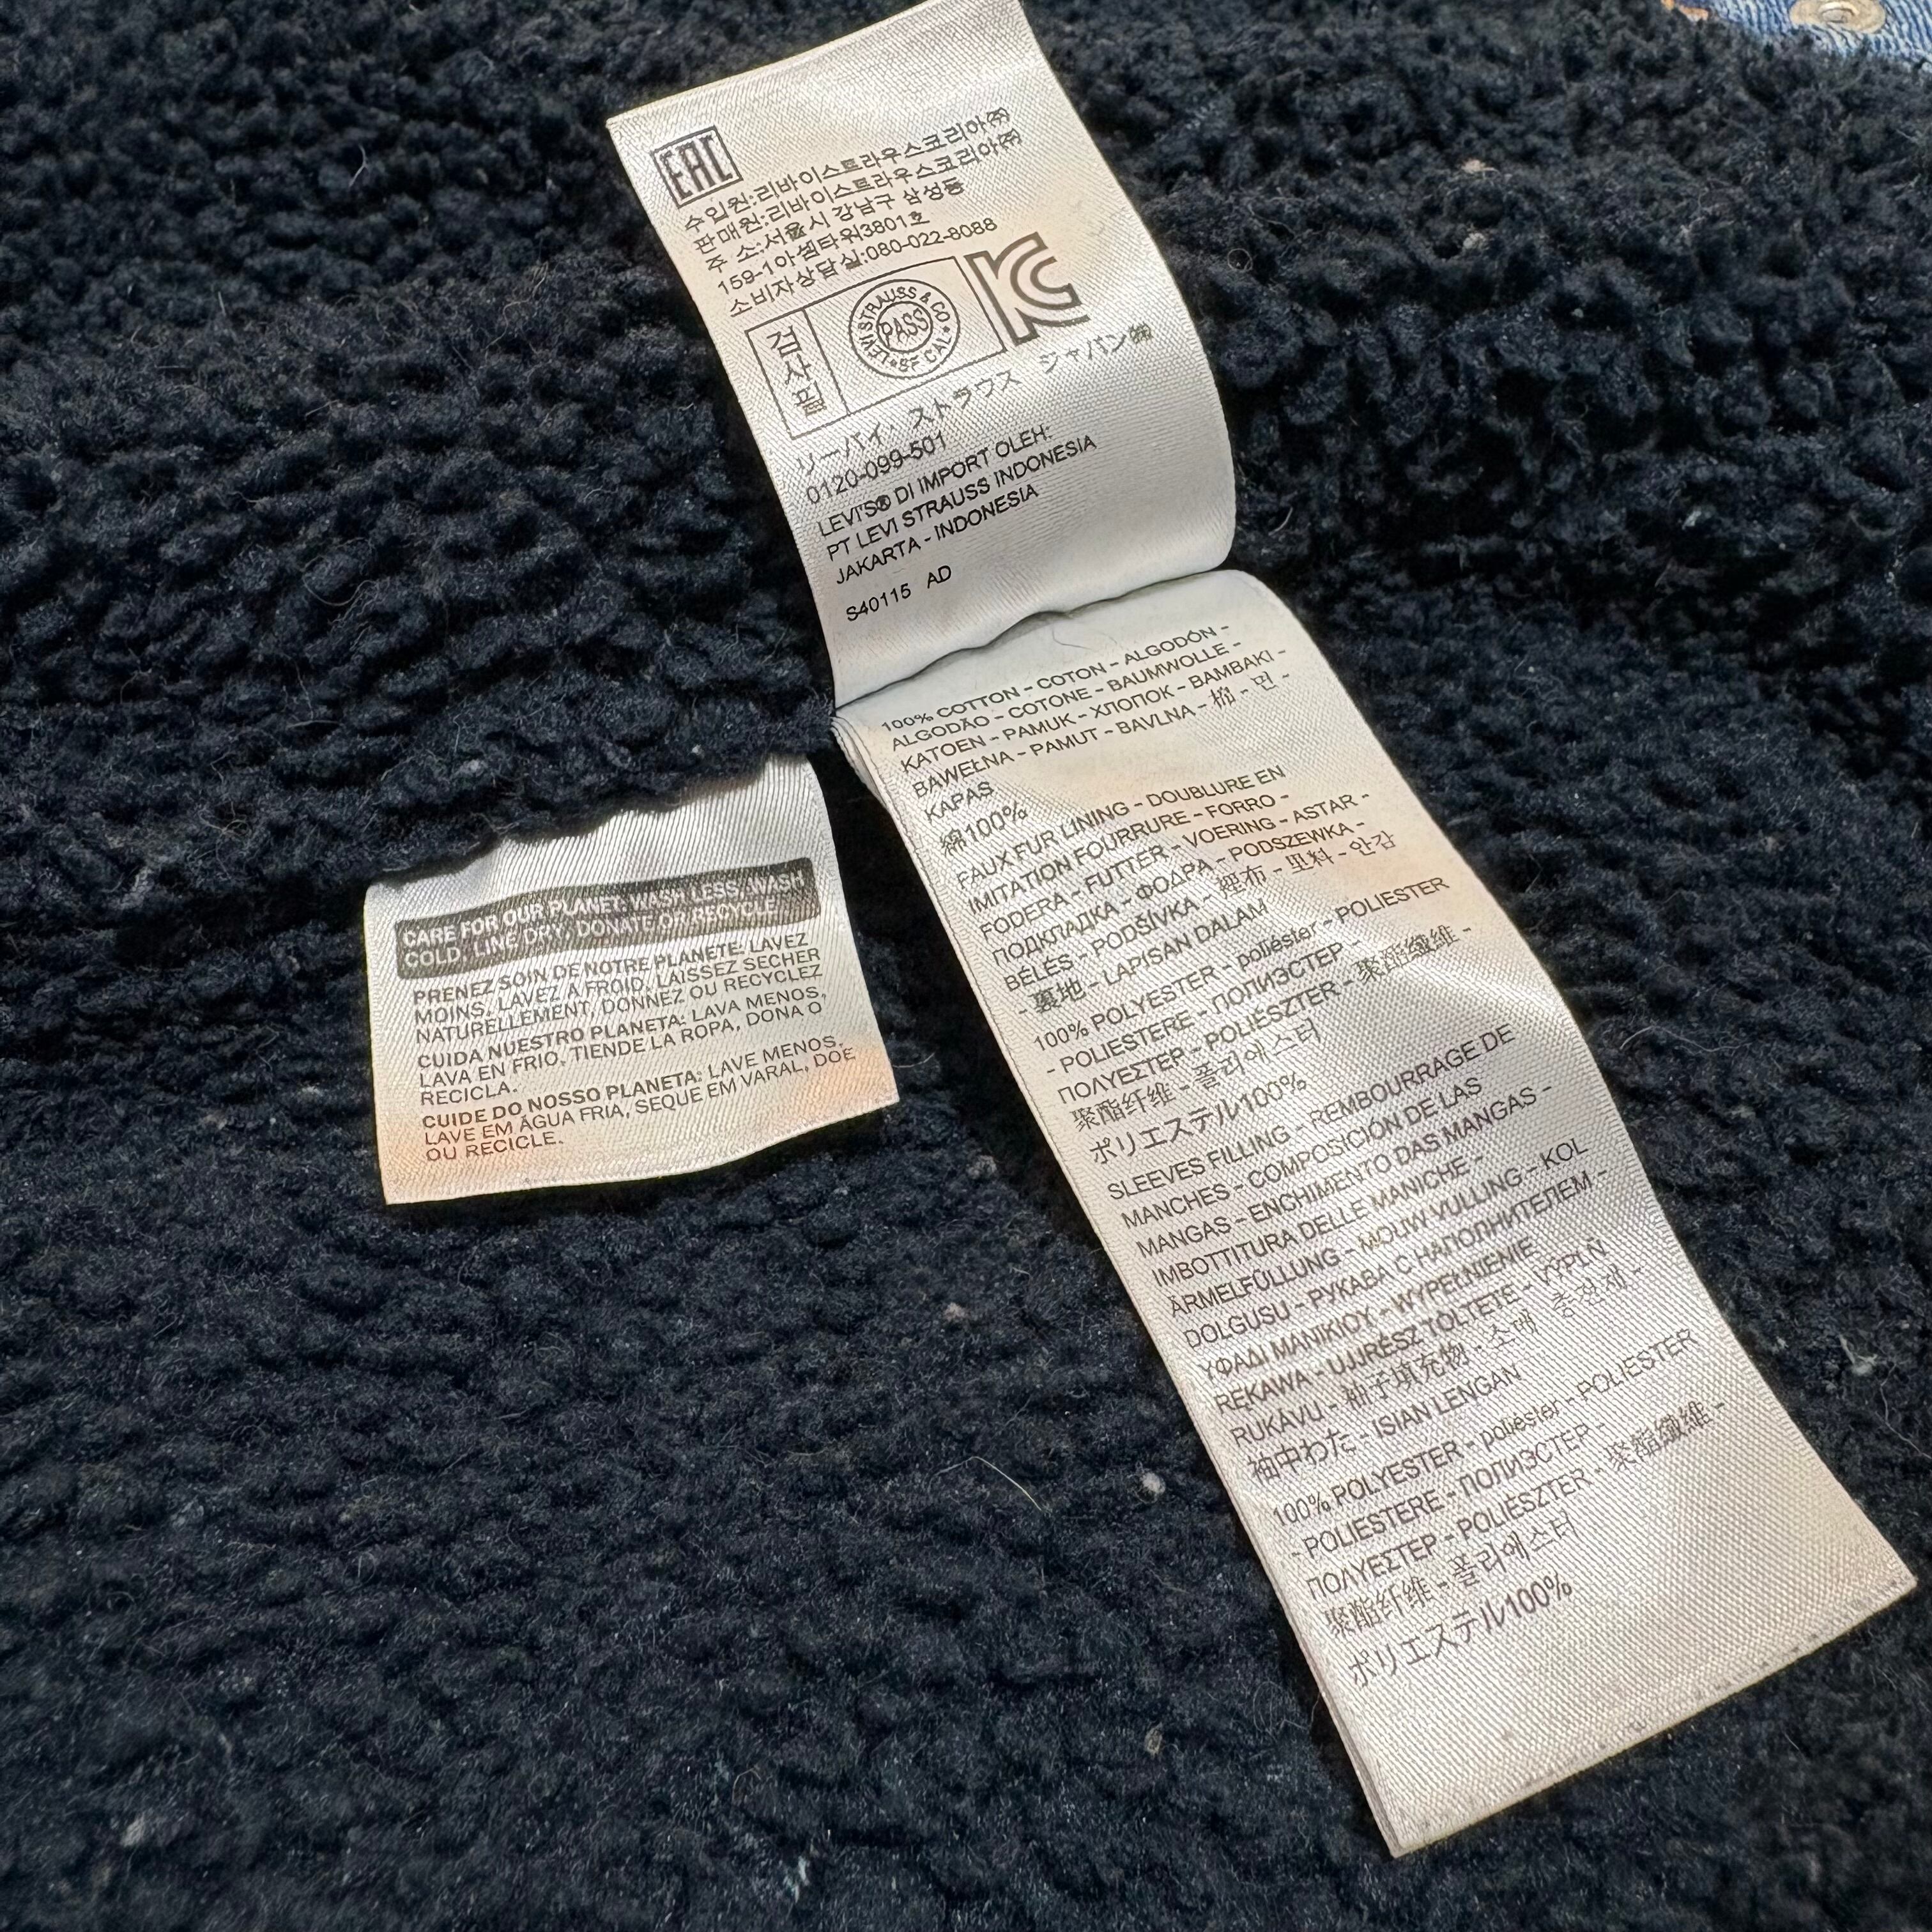 EAC
수입원:리바이스트라우스코리아㈜
판매원:리바이스트라우스코리아㈜
주 소:서울시 강남구 삼성동
159-1아셈타워3801호
소비자상담실:080-022-8088
검사필
LEVI STRAUSS & CO
PASS
*SF CAL*
KC
リーバイ・ストラウス ジャパン㈱
0120-099-501
LEVI'S® DI IMPORT OLEH:
PT LEVI STRAUSS INDONESIA
JAKARTA - INDONESIA
S40115 AD
100% COTTON - COTON - ALGODÓN -
ALGODÃO - COTONE - BAUMWOLLE -
KATOEN - PAMUK - ХЛОПОК - BAMBAKI -
BAWEŁNA - PAMUT - BAVLNA - 棉 - 면 -
KAPAS
綿100%
FAUX FUR LINING - DOUBLURE EN
IMITATION FOURRURE - FORRO -
FODERA - FUTTER - VOERING - ASTAR -
ПОДКЛАДКА - ΦΟΔΡΑ - PODSZEWKA -
BÉLÉS - PODŠÍVKA - 裡布 - 里料 - 안감
- 裏地 - LAPISAN DALAM
100% POLYESTER - poliéster - POLIESTER
- POLIESTERE - ПОЛИЭСТЕР -
ΠΟΛΥΕΣΤΕΡ - POLIÉSZTER - 聚酯纖維 -
聚酯纤维 - 폴리에스터
ポリエステル100%
SLEEVES FILLING - REMBOURRAGE DE
MANCHES - COMPOSICIÓN DE LAS
MANGAS - ENCHIMENTO DAS MANGAS -
IMBOTTITURA DELLE MANICHE -
ÄRMELFÜLLUNG - MOUW VULLING - KOL
DOLGUSU - РУКАВА С НАПОЛНИТЕЛЕМ -
ΥΦΑΔΙ ΜΑΝΙΚΙΟΥ - WYPEŁNIENIE
RĘKAWA - UJJRÉSZ TÖLTETE - VÝPLŇ
RUKÁVU - 袖子填充物 - 소매 충전재 -
袖中わた - ISIAN LENGAN
100% POLYESTER - poliéster - POLIESTER
- POLIESTERE - ПОЛИЭСТЕР -
ΠΟΛΥΕΣΤΕΡ - POLIÉSZTER - 聚酯纖維 -
聚酯纤维 - 폴리에스터
ポリエステル100%
CARE FOR OUR PLANET: WASH LESS, WASH
COLD, LINE DRY, DONATE OR RECYCLE.
PRENEZ SOIN DE NOTRE PLANETE: LAVEZ
MOINS, LAVEZ A FROID, LAISSEZ SECHER
NATURELLEMENT, DONNEZ OU RECYCLEZ
CUIDA NUESTRO PLANETA: LAVA MENOS,
LAVA EN FRIO, TIENDE LA ROPA, DONA O
RECICLA.
CUIDE DO NOSSO PLANETA: LAVE MENOS,
LAVE EM ÁGUA FRIA, SEQUE EM VARAL, DOE
OU RECICLE.